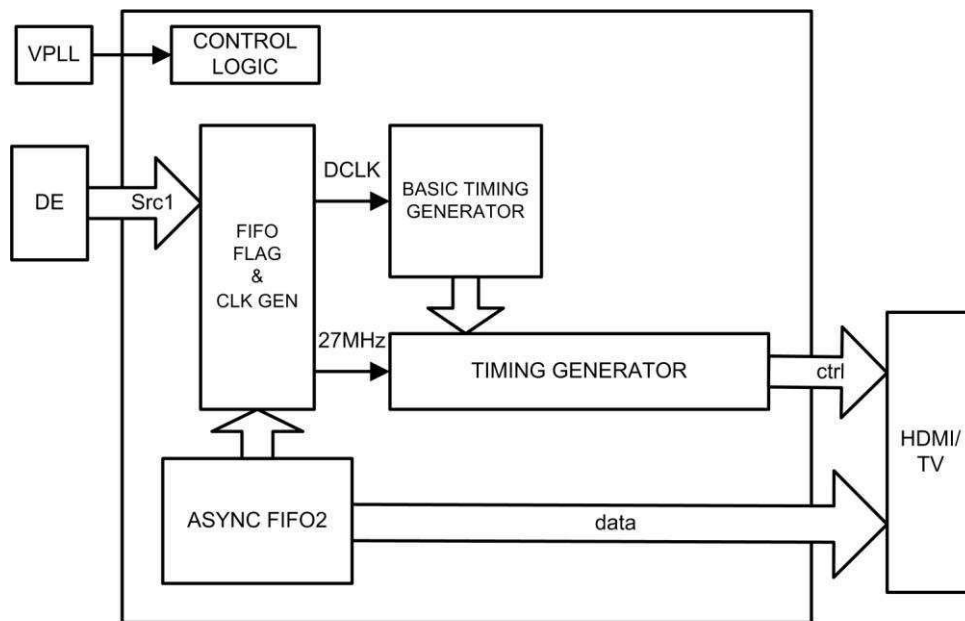 VPLL
CONTROL
LOGIC
DE
Src1
FIFO
FLAG
&
CLK GEN
DCLK
BASIC TIMING
GENERATOR
27MHz
TIMING GENERATOR
ctrl
HDMI/
TV
ASYNC FIFO2
data